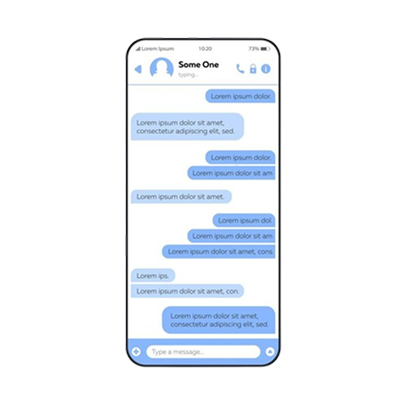 Lorem Ipsum 10:20 73%
Some One
typing...
Lorem ipsum dolor.
Lorem ipsum dolor sit amet,
consectetur adipiscing elit, sed.
Lorem ipsum dolor.
Lorem ipsum dolor sit am
Lorem ipsum dolor sit amet.
Lorem ipsum dol.
Lorem ipsum dolor sit am
Lorem ipsum dolor sit amet, cons
Lorem ips.
Lorem ipsum dolor sit amet, con.
Lorem ipsum dolor sit amet,
consectetur adipiscing elit, sed.
Type a message...